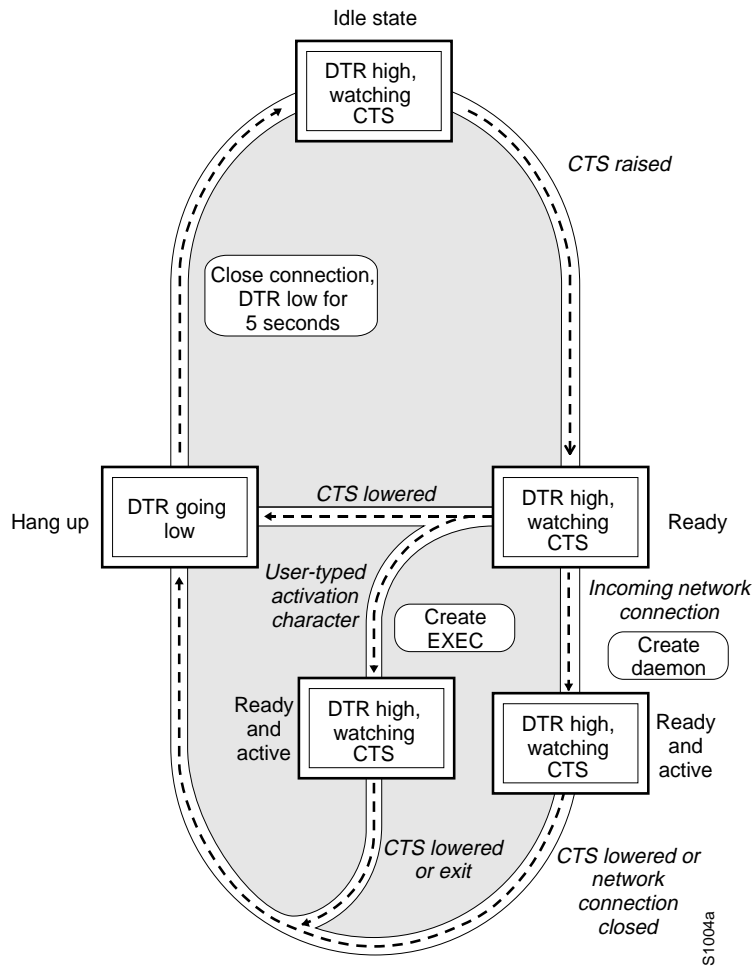 Idle state
DTR high,
watching
CTS
CTS raised
Close connection,
DTR low for
5 seconds
Hang up
DTR going
low
CTS lowered
DTR high,
watching
CTS
Ready
User-typed
activation
character
Create
EXEC
Incoming network
connection
Create
daemon
Ready
and
active
DTR high,
watching
CTS
DTR high,
watching
CTS
Ready
and
active
CTS lowered
or exit
CTS lowered or
network
connection
closed
S1004a